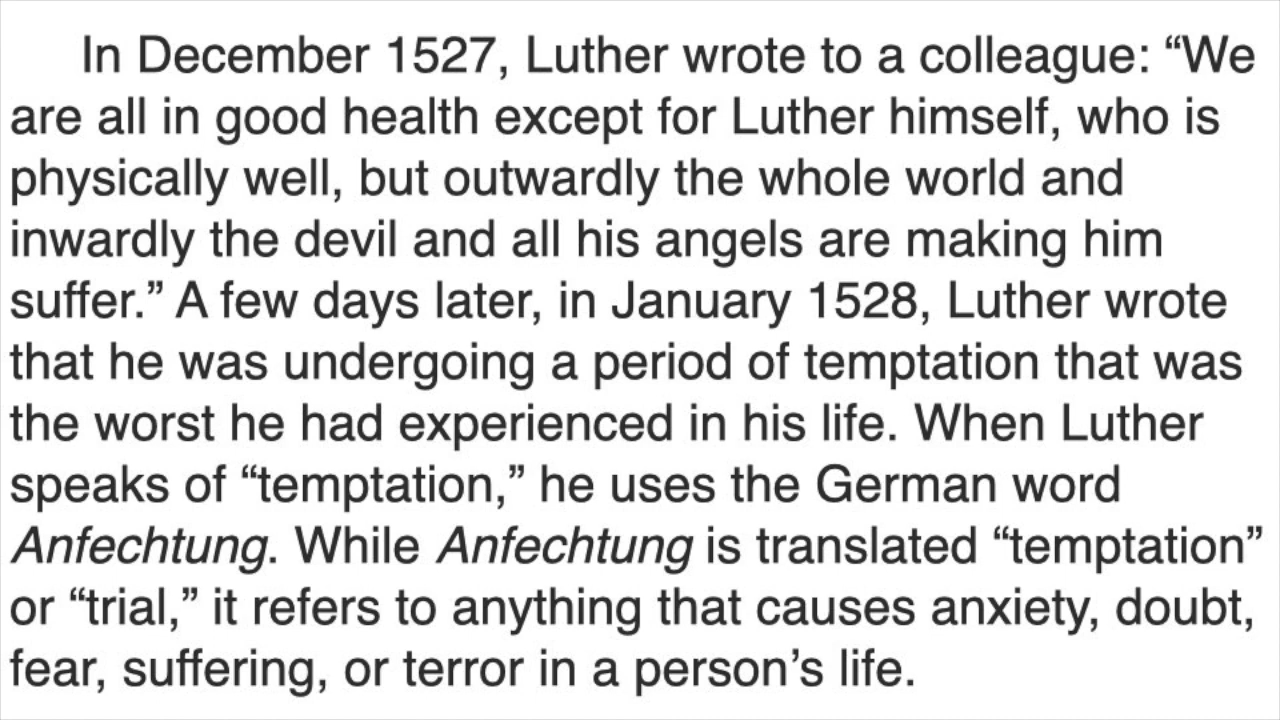 In December 1527, Luther wrote to a colleague: “We
are all in good health except for Luther himself, who is
physically well, but outwardly the whole world and
inwardly the devil and all his angels are making him
suffer.” A few days later, in January 1528, Luther wrote
that he was undergoing a period of temptation that was
the worst he had experienced in his life. When Luther
speaks of “temptation,” he uses the German word
Anfechtung. While Anfechtung is translated “temptation”
or “trial,” it refers to anything that causes anxiety, doubt,
fear, suffering, or terror in a person’s life.